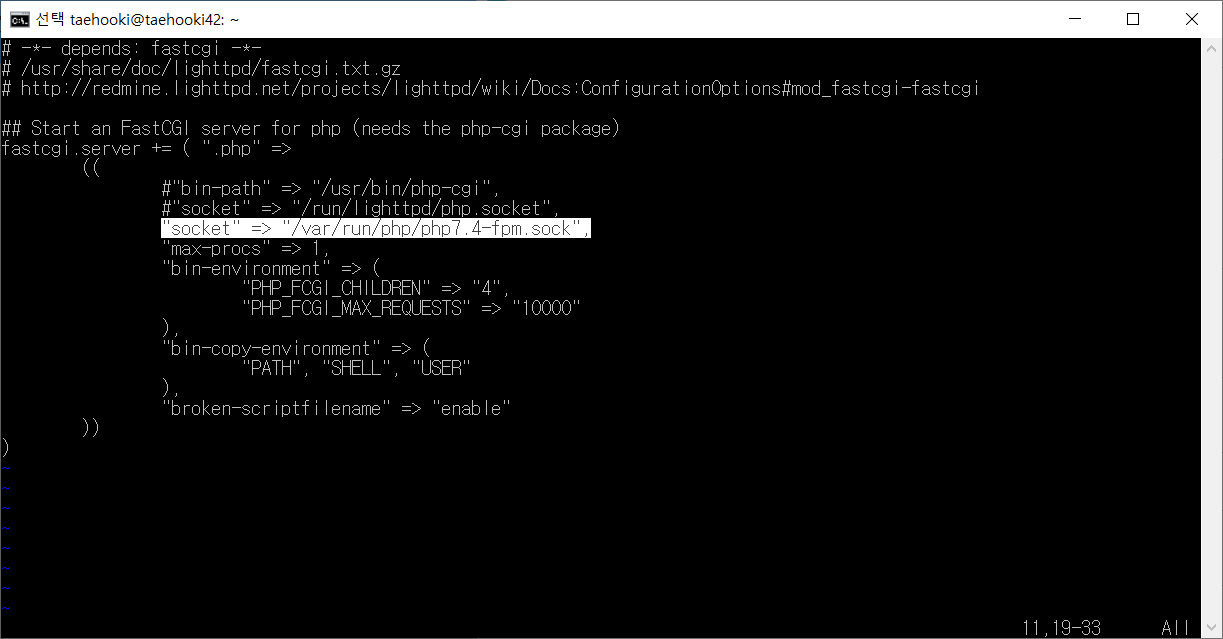 선택 taehooki@taehooki42: ~
# -*- depends: fastcgi -*-
# /usr/share/doc/lighttpd/fastcgi.txt.gz
# http://redmine.lighttpd.net/projects/lighttpd/wiki/Docs:ConfigurationOptions#mod_fastcgi-fastcgi

## Start an FastCGI server for php (needs the php-cgi package)
fastcgi.server += ( ".php" =>
        ((
                #"bin-path" => "/usr/bin/php-cgi",
                #"socket" => "/run/lighttpd/php.socket",
                "socket" => "/var/run/php/php7.4-fpm.sock",
                "max-procs" => 1,
                "bin-environment" => (
                        "PHP_FCGI_CHILDREN" => "4",
                        "PHP_FCGI_MAX_REQUESTS" => "10000"
                ),
                "bin-copy-environment" => (
                        "PATH", "SHELL", "USER"
                ),
                "broken-scriptfilename" => "enable"
        ))
)
~
~
~
~
~
~
~
~
11,19-33 All